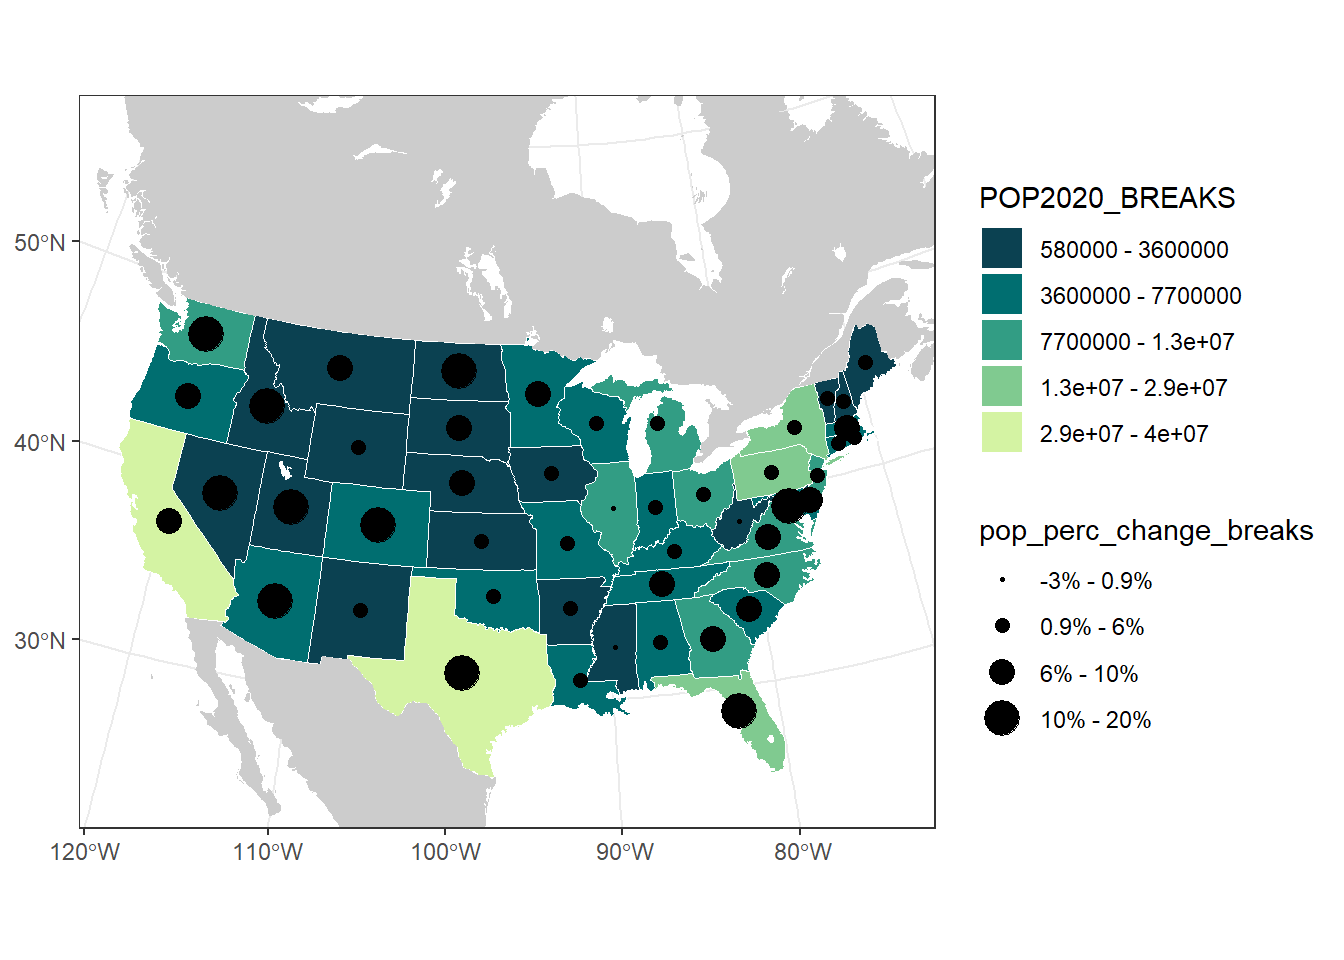 50°N
40°N
30°N
120°W
110°W
100°W
90°W
80°W
POP2020_BREAKS
580000 - 3600000
3600000 - 7700000
7700000 - 1.3e+07
1.3e+07 - 2.9e+07
2.9e+07 - 4e+07
pop_perc_change_breaks
-3% - 0.9%
0.9% - 6%
6% - 10%
10% - 20%